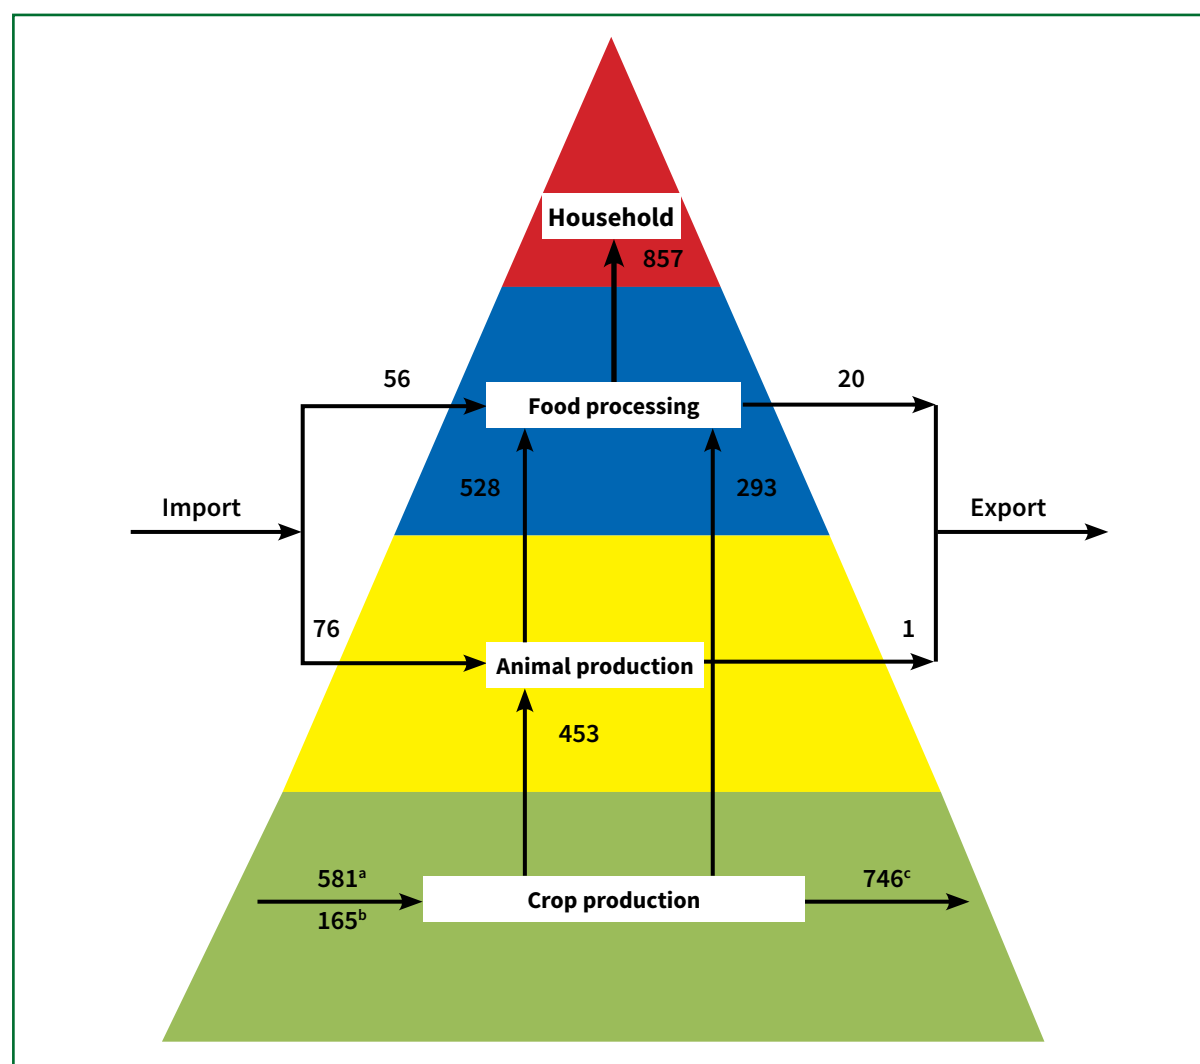 Household
857
56
20
Food processing
528
293
Import
Export
76
1
Animal production
453
581ᵃ
746ᶜ
Crop production
165ᵇ